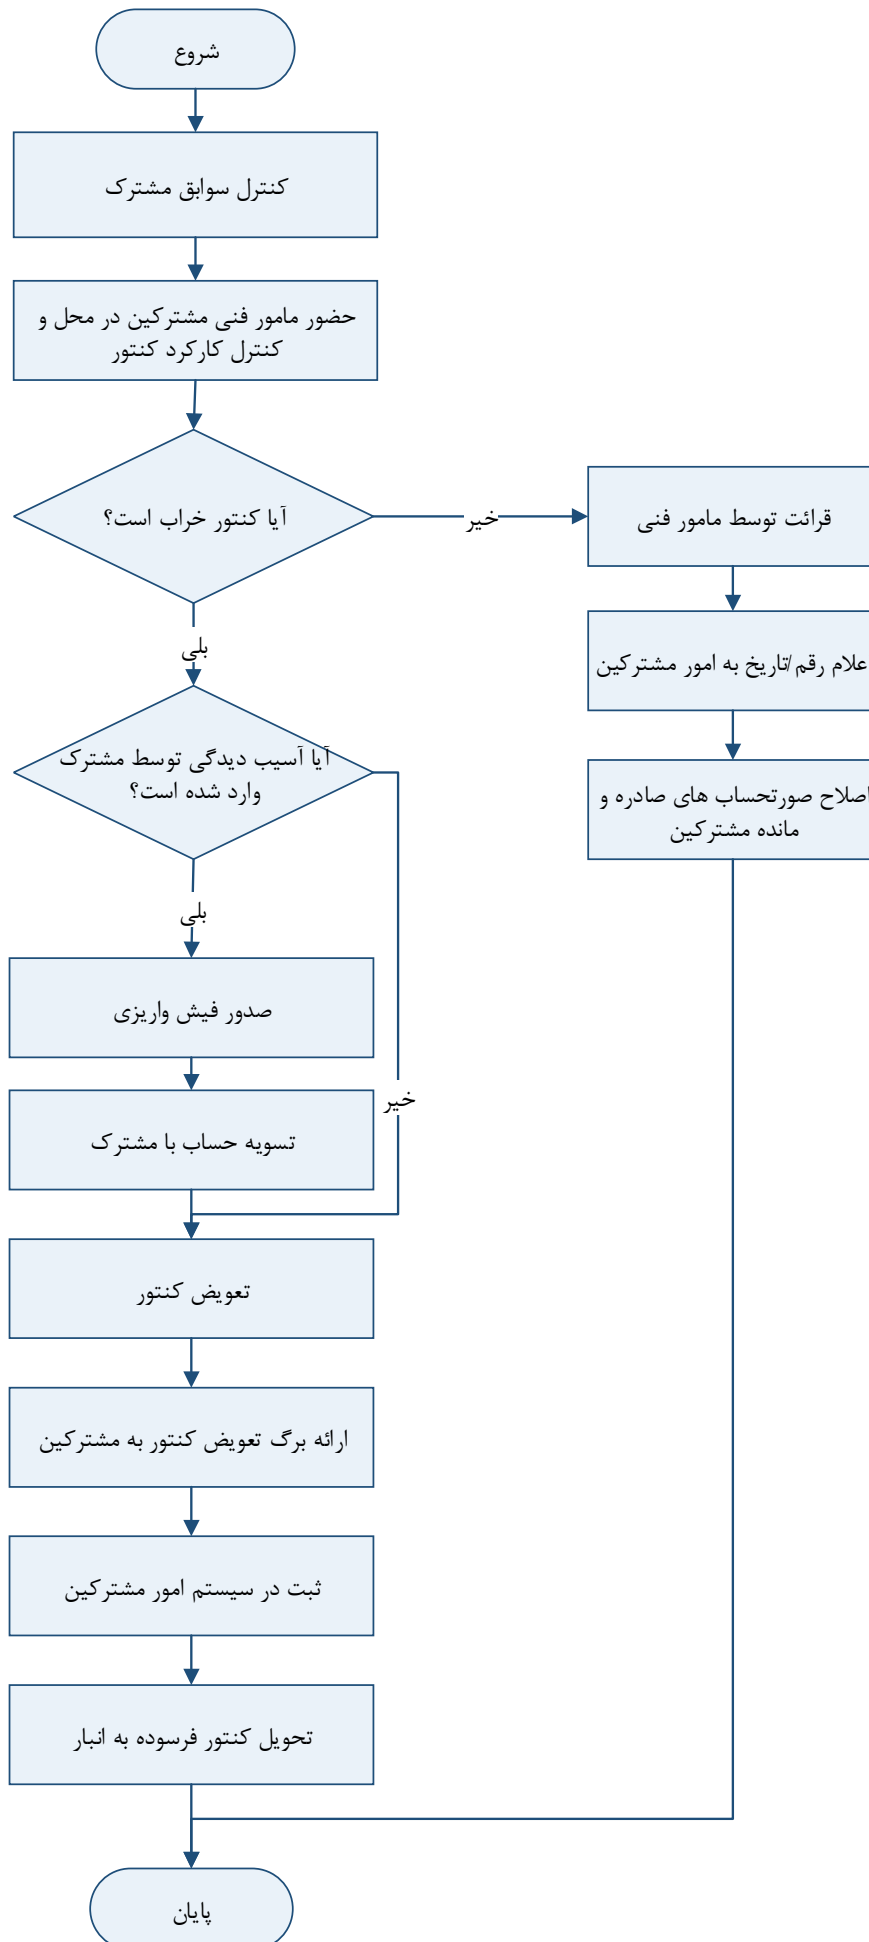 شروع
کنترل سوابق مشترک
حضور مامور فنی مشترکین در محل و
کنترل کارکرد کنتور
آیا کنتور خراب است؟
خیر
قرائت توسط مامور فنی
بلی
علام رقم/تاریخ به امور مشترکین
آیا آسیب دیدگی توسط مشترک
وارد شده است؟
اصلاح صورتحساب های صادره و
مانده مشترکین
بلی
صدور فیش واریزی
خیر
تسویه حساب با مشترک
تعویض کنتور
ارائه برگ تعویض کنتور به مشترکین
ثبت در سیستم امور مشترکین
تحویل کنتور فرسوده به انبار
پایان